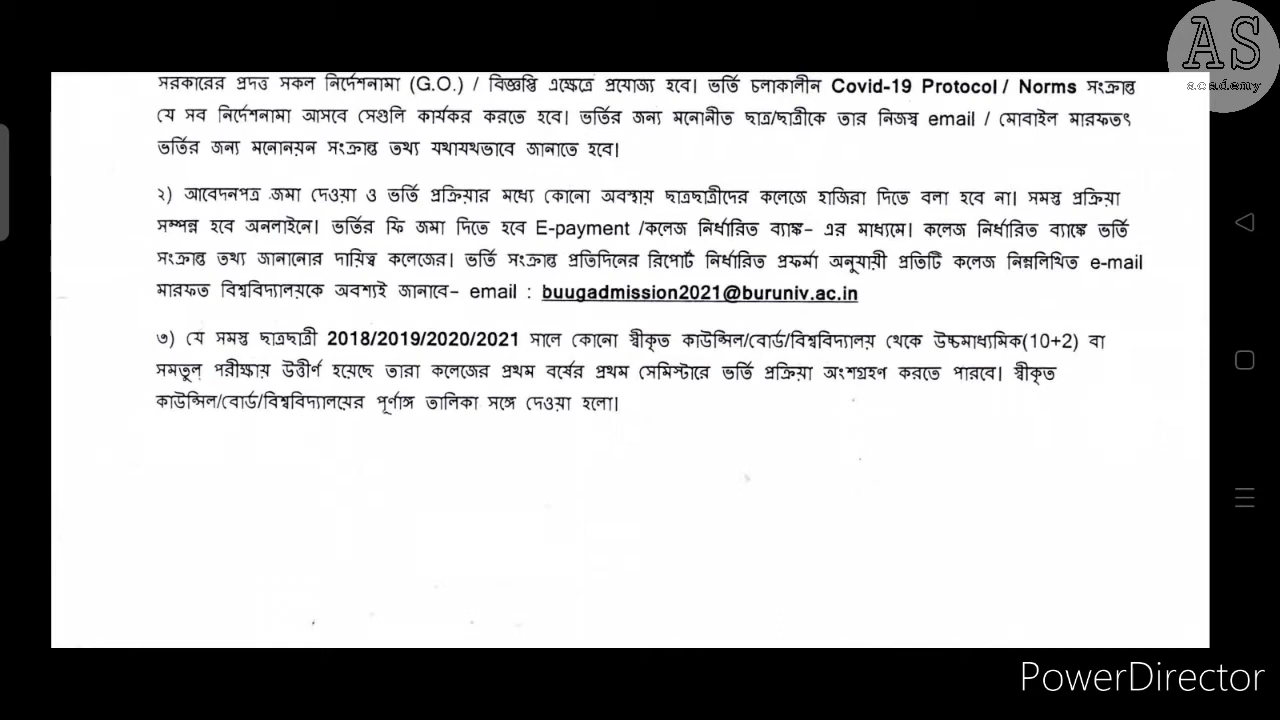 AS
academy
সরকারের প্রদত্ত সকল নির্দেশনামা (G.O.) / বিজ্ঞপ্তি এক্ষেত্রে প্রযোজ্য হবে। ভর্তি চলাকালীন Covid-19 Protocol / Norms সংক্রান্ত
যে সব নির্দেশনামা আসবে সেগুলি কার্যকর করতে হবে। ভর্তির জন্য মনোনীত ছাত্র/ছাত্রীকে তার নিজস্ব email / মোবাইল মারফতৎ
ভর্তির জন্য মনোনয়ন সংক্রান্ত তথ্য যথাযথভাবে জানাতে হবে।
২) আবেদনপত্র জমা দেওয়া ও ভর্তি প্রক্রিয়ার মধ্যে কোনো অবস্থায় ছাত্রছাত্রীদের কলেজে হাজিরা দিতে বলা হবে না। সমস্ত প্রক্রিয়া
সম্পন্ন হবে অনলাইনে। ভর্তির ফি জমা দিতে হবে E-payment /কলেজ নির্ধারিত ব্যাঙ্ক- এর মাধ্যমে। কলেজ নির্ধারিত ব্যাঙ্কে ভর্তি
সংক্রান্ত তথ্য জানানোর দায়িত্ব কলেজের। ভর্তি সংক্রান্ত প্রতিদিনের রিপোর্ট নির্ধারিত প্রফর্মা অনুযায়ী প্রতিটি কলেজ নিম্নলিখিত e-mail
মারফত বিশ্ববিদ্যালয়কে অবশ্যই জানাবে- email : buugadmission2021@buruniv.ac.in
৩) যে সমস্ত ছাত্রছাত্রী 2018/2019/2020/2021 সালে কোনো স্বীকৃত কাউন্সিল/বোর্ড/বিশ্ববিদ্যালয় থেকে উচ্চমাধ্যমিক(10+2) বা
সমতুল পরীক্ষায় উত্তীর্ণ হয়েছে তারা কলেজের প্রথম বর্ষের প্রথম সেমিস্টারে ভর্তি প্রক্রিয়া অংশগ্রহণ করতে পারবে। স্বীকৃত
কাউন্সিল/বোর্ড/বিশ্ববিদ্যালয়ের পূর্ণাঙ্গ তালিকা সঙ্গে দেওয়া হলো।
PowerDirector